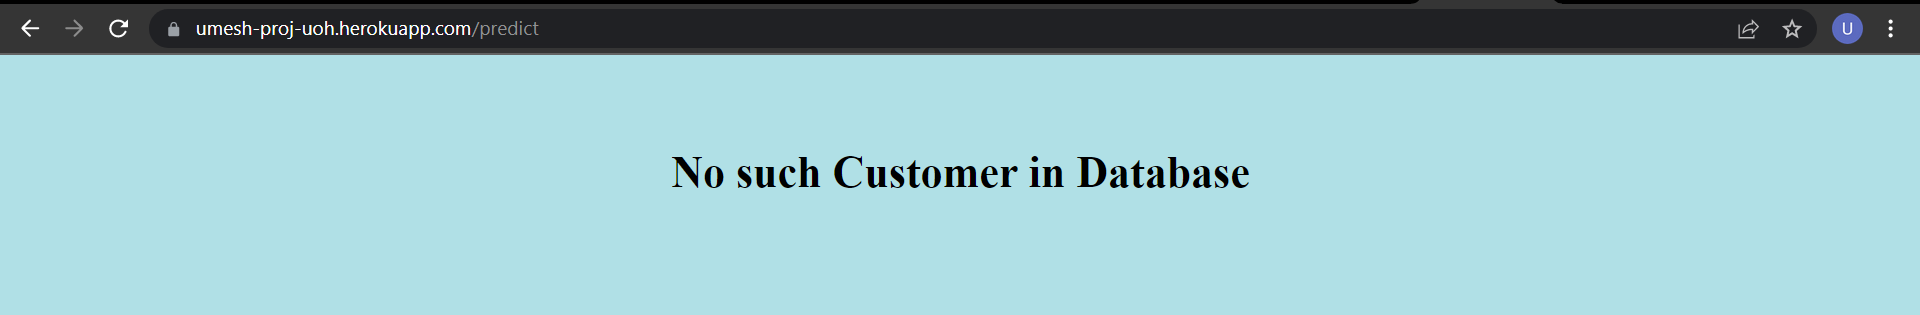 umesh-proj-uoh.herokuapp.com/predict
U
No such Customer in Database